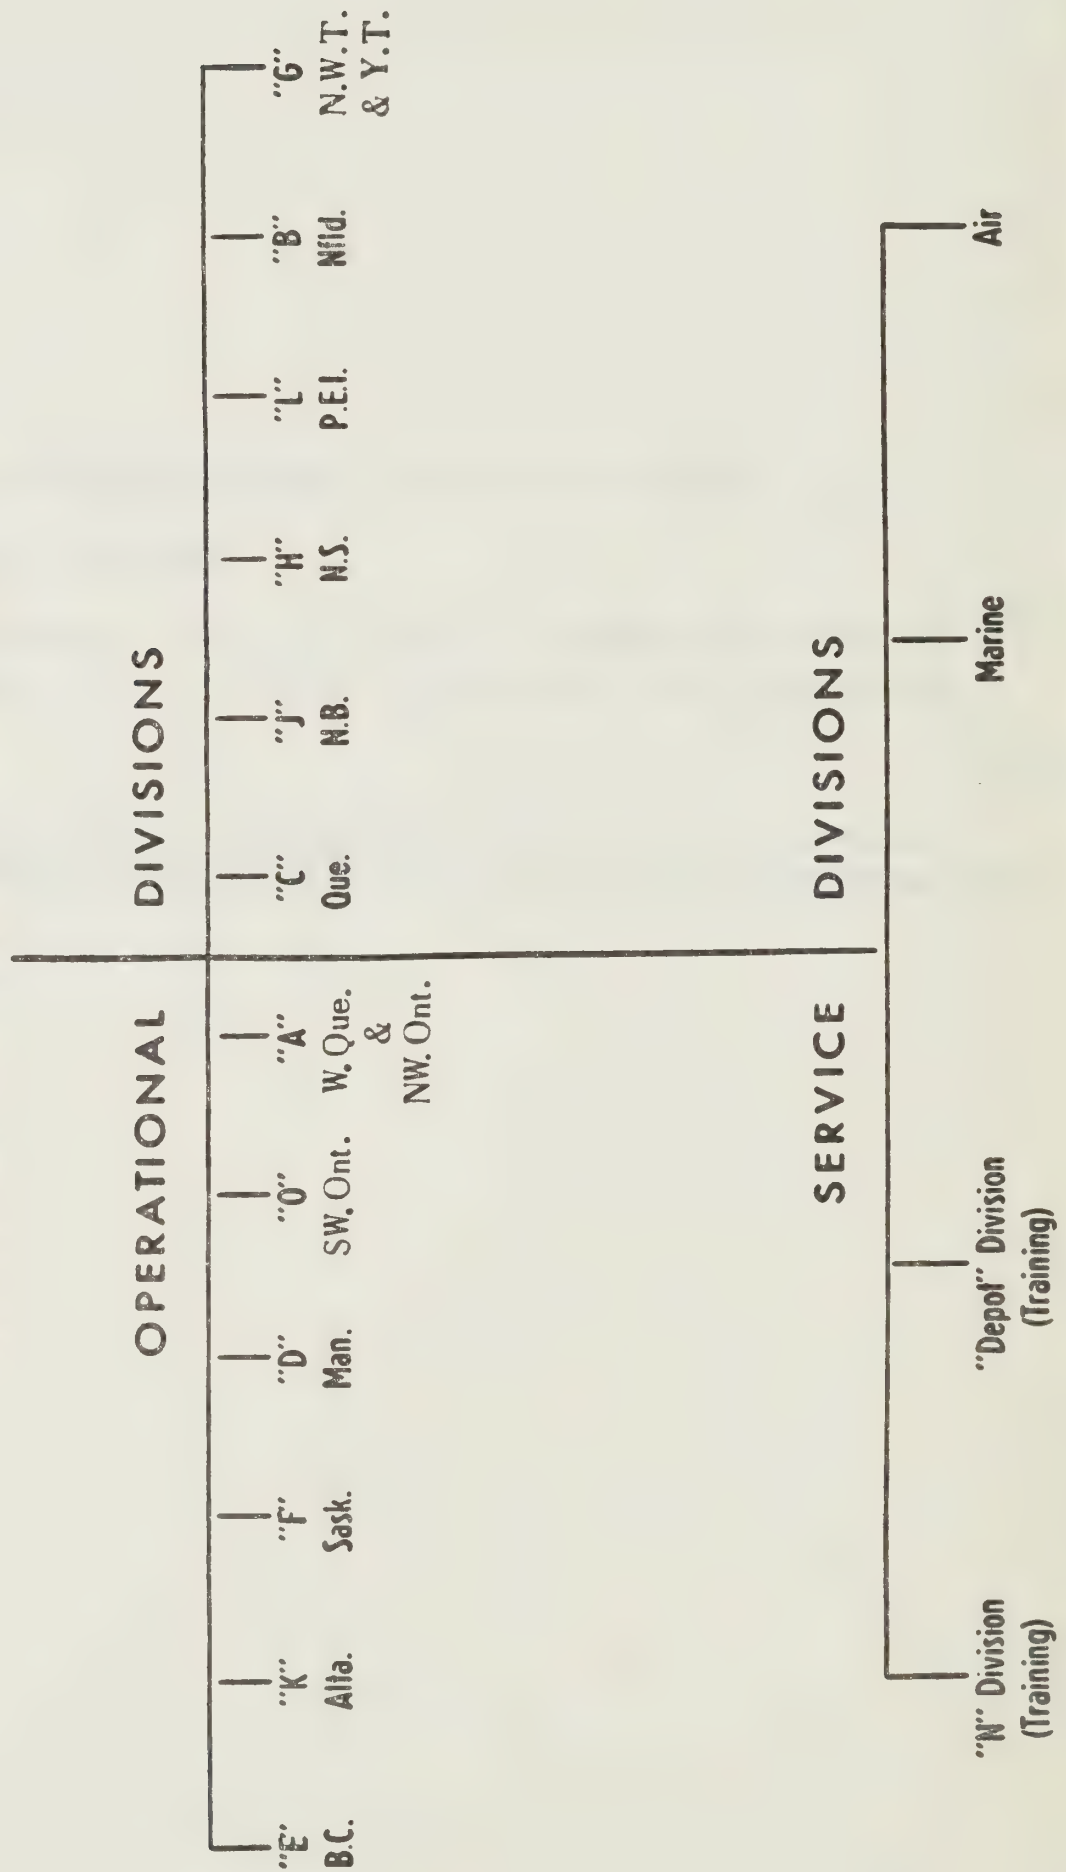 OPERATIONAL DIVISIONS
"E" "K" "F" "D" "O" "A" "C" "J" "H" "L" "B" "G"
B.C. Alta. Sask. Man. SW. Ont. W. Que. Que. N.B. N.S. P.E.I. Nfld. N.W.T.
& & Y.T.
NW. Ont.
SERVICE DIVISIONS
"N" Division "Depot" Division Marine Air
(Training) (Training)